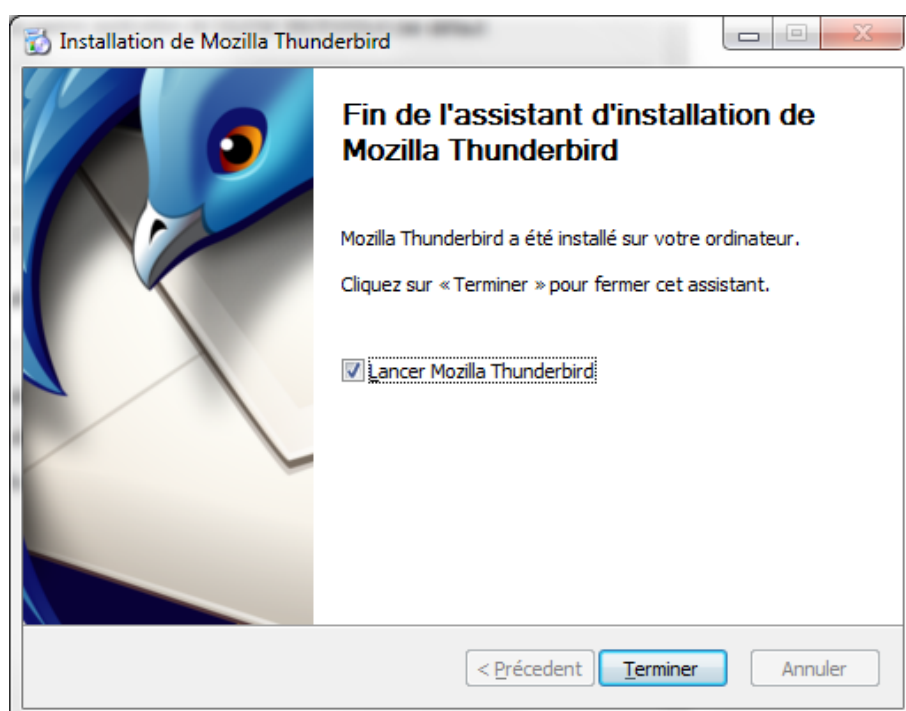 Installation de Mozilla Thunderbird
Fin de l'assistant d'installation de
Mozilla Thunderbird
Mozilla Thunderbird a été installé sur votre ordinateur.
Cliquez sur « Terminer » pour fermer cet assistant.
Lancer Mozilla Thunderbird
< Précedent Terminer Annuler